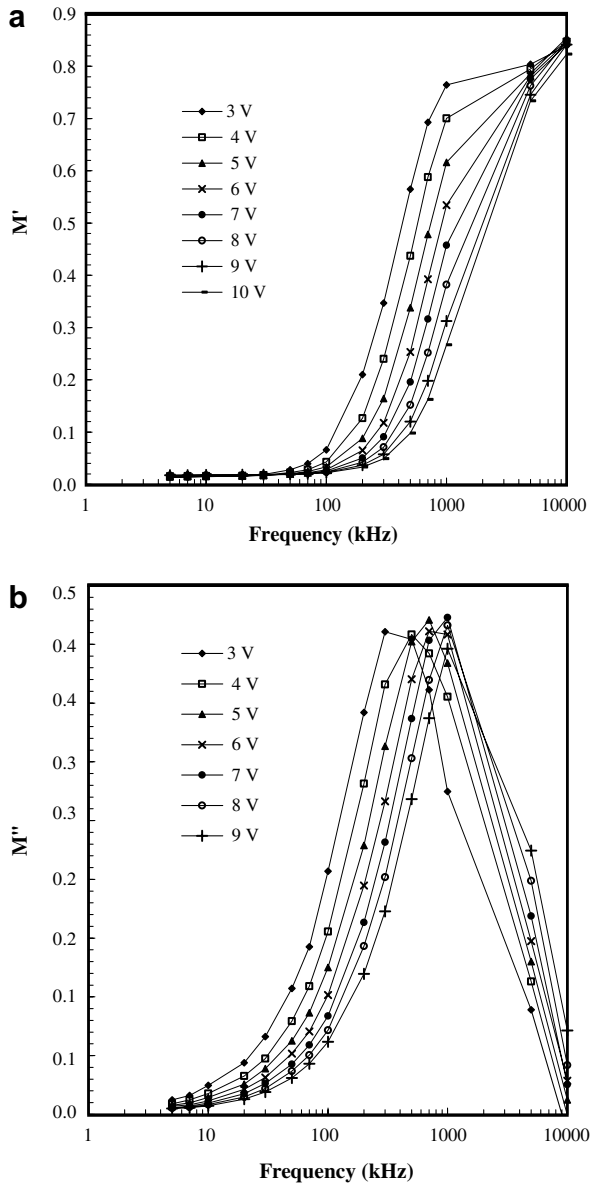 a
0.9
0.8
0.7
0.6
0.5
0.4
0.3
0.2
0.1
0.0
M'
3 V
4 V
5 V
6 V
7 V
8 V
9 V
10 V
1
10
100
1000
10000
Frequency (kHz)
b
0.5
0.4
0.4
0.3
0.3
0.2
0.2
0.1
0.1
0.0
M"
3 V
4 V
5 V
6 V
7 V
8 V
9 V
1
10
100
1000
10000
Frequency (kHz)